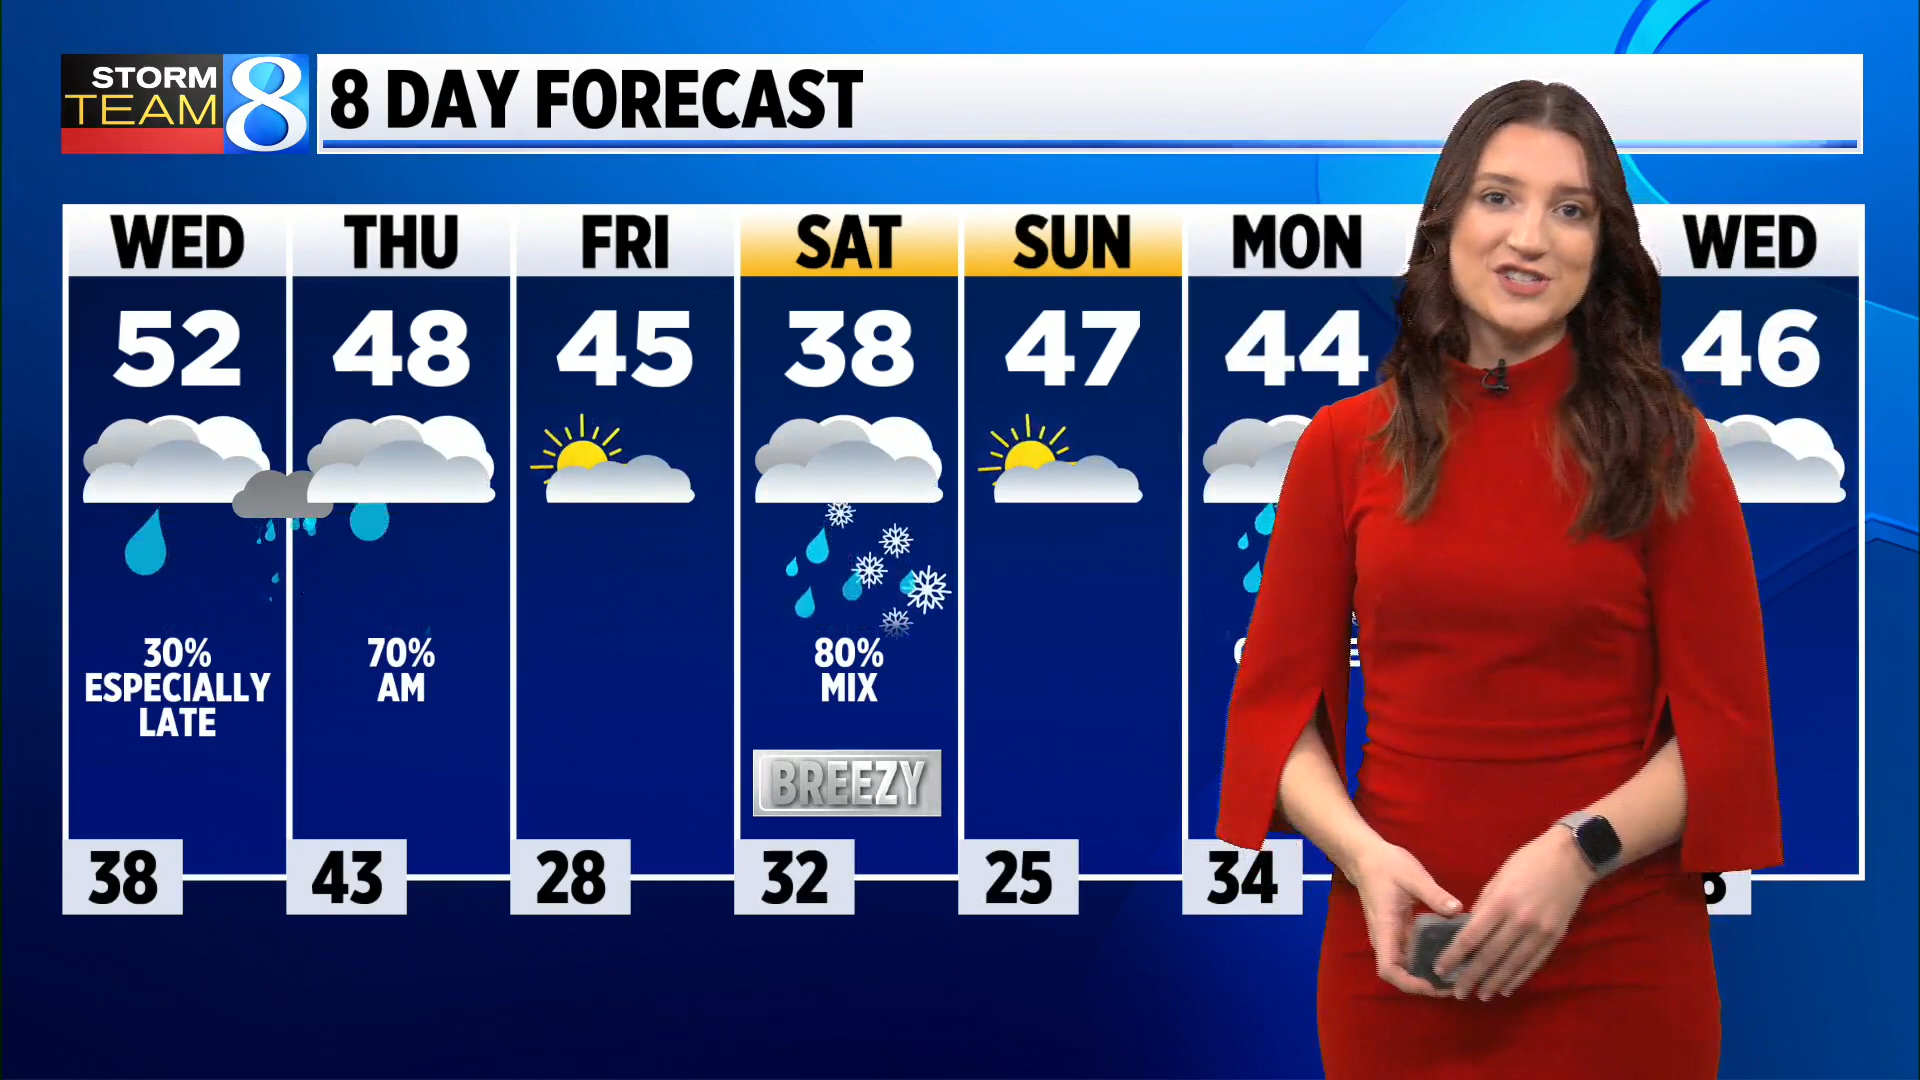 STORM
TEAM
8
8 DAY FORECAST
WED
THU
FRI
SAT
SUN
MON
WED
52
48
45
38
47
44
46
30%
ESPECIALLY
LATE
70%
AM
80%
MIX
BREEZY
38
43
28
32
25
34